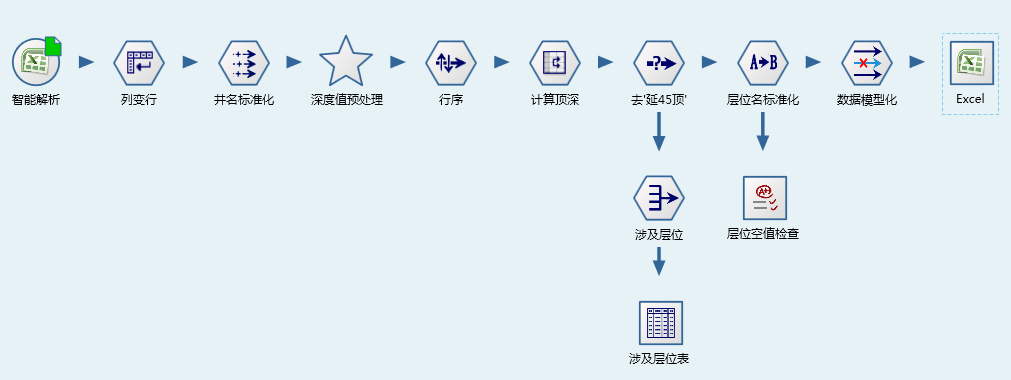 智能解析
列变行
井名标准化
深度值预处理
行序
计算顶深
去'延45顶'
层位名标准化
数据模型化
Excel
涉及层位
层位空值检查
涉及层位表